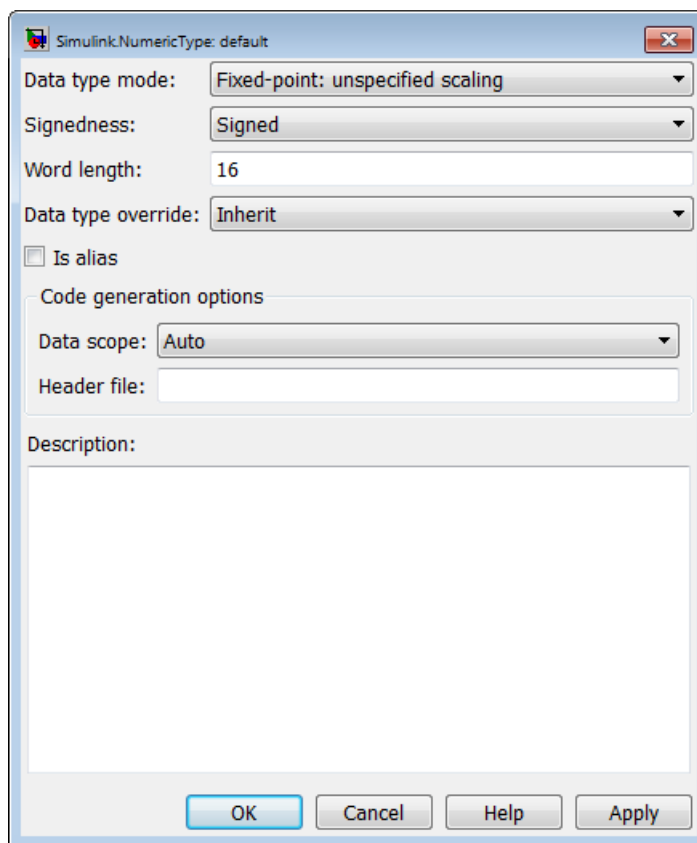 Simulink.NumericType: default
Data type mode: Fixed-point: unspecified scaling
Signedness: Signed
Word length: 16
Data type override: Inherit
Is alias
Code generation options
Data scope: Auto
Header file:
Description:
OK Cancel Help Apply